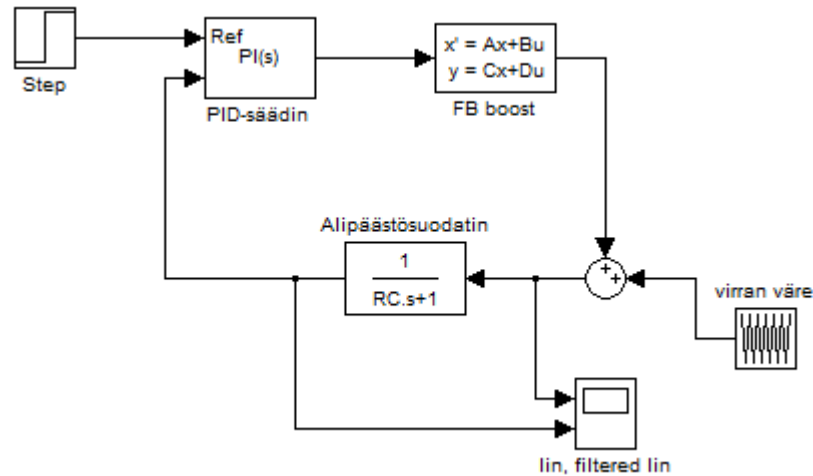 Step
Ref
PI(s)
PID-säädin
x' = Ax+Bu
y = Cx+Du
FB boost
Alipäästösuodatin
1
RC.s+1
+
+
virran väre
Iin, filtered Iin